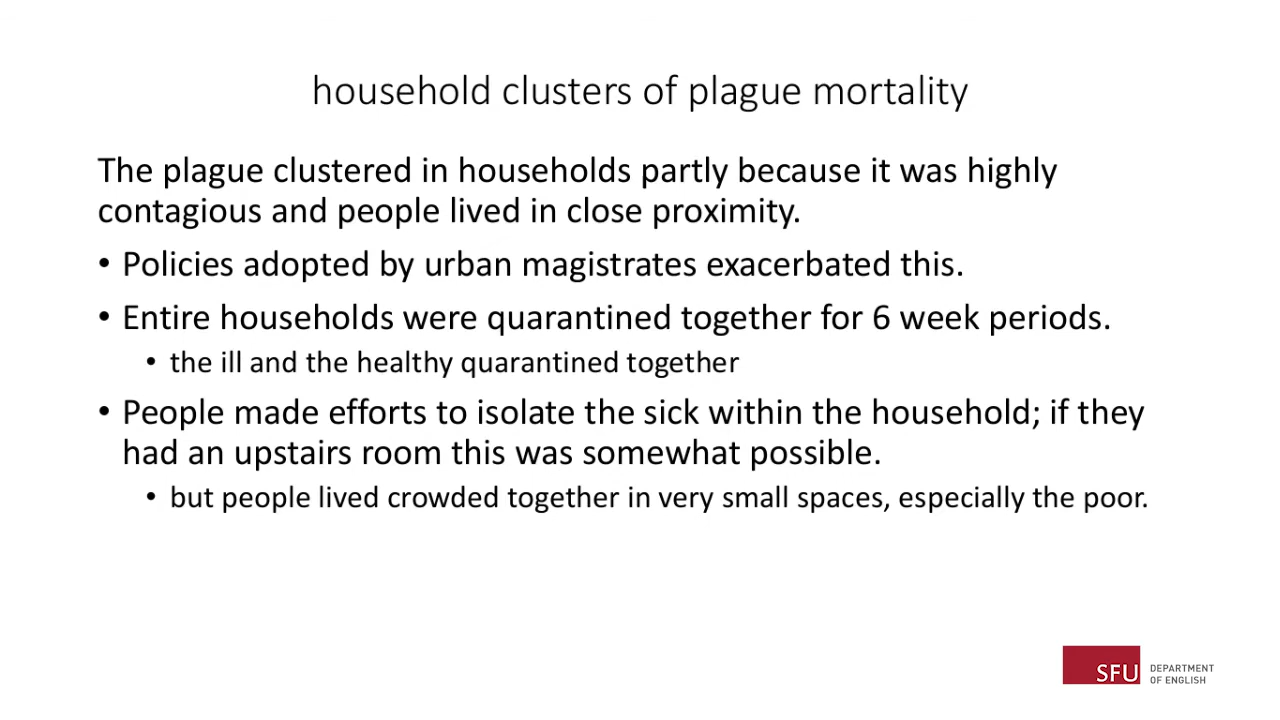 household clusters of plague mortality
The plague clustered in households partly because it was highly
contagious and people lived in close proximity.
• Policies adopted by urban magistrates exacerbated this.
• Entire households were quarantined together for 6 week periods.
• the ill and the healthy quarantined together
• People made efforts to isolate the sick within the household; if they
had an upstairs room this was somewhat possible.
• but people lived crowded together in very small spaces, especially the poor.
SFU
DEPARTMENT
OF ENGLISH